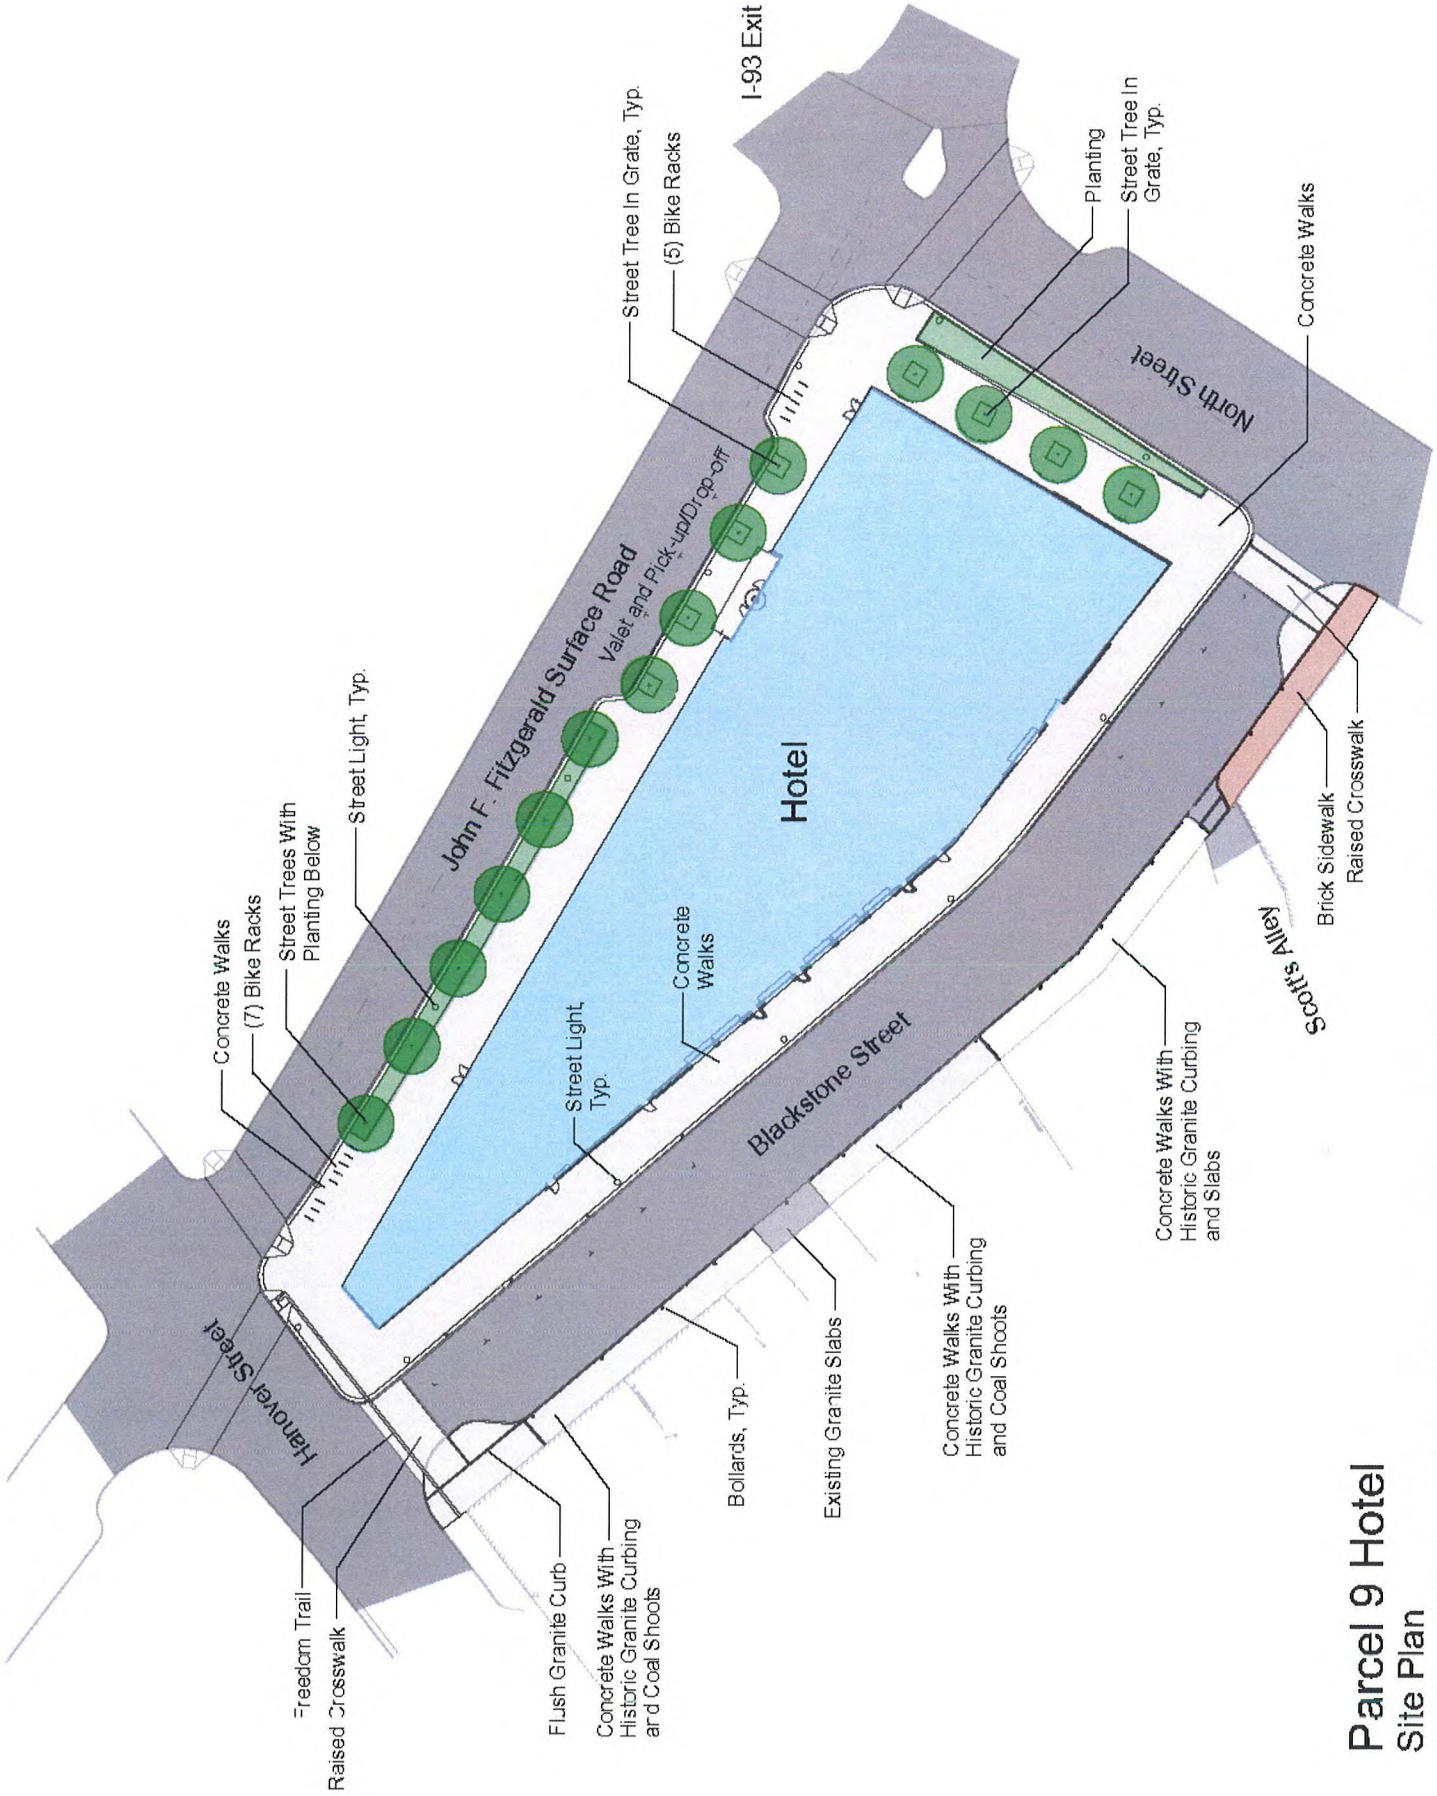 I-93 Exit
Street Tree In Grate, Typ.
(5) Bike Racks
Planting
Street Tree In
Grate, Typ.
Concrete Walks
North Street
John F. Fitzgerald Surface Road
Valet and Pick-up/Drop-off
Street Light, Typ.
Street Trees With
Planting Below
(7) Bike Racks
Concrete Walks
Hotel
Concrete
Walks
Street Light,
Typ.
Blackstone Street
Hanover Street
Scott's Alley
Brick Sidewalk
Raised Crosswalk
Concrete Walks With
Historic Granite Curbing
and Slabs
Concrete Walks With
Historic Granite Curbing
and Coal Shoots
Existing Granite Slabs
Bollards, Typ.
Freedom Trail
Raised Crosswalk
Flush Granite Curb
Concrete Walks With
Historic Granite Curbing
and Coal Shoots
Parcel 9 Hotel
Site Plan